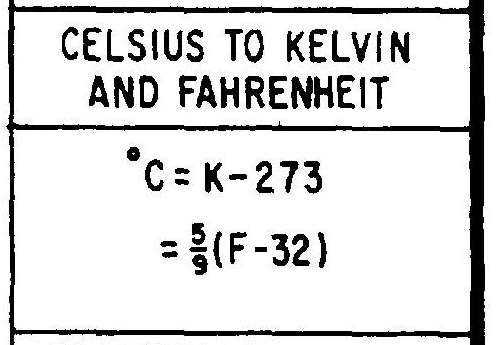 CELSIUS TO KELVIN
AND FAHRENHEIT
°C = K-273
= 5/9 (F-32)